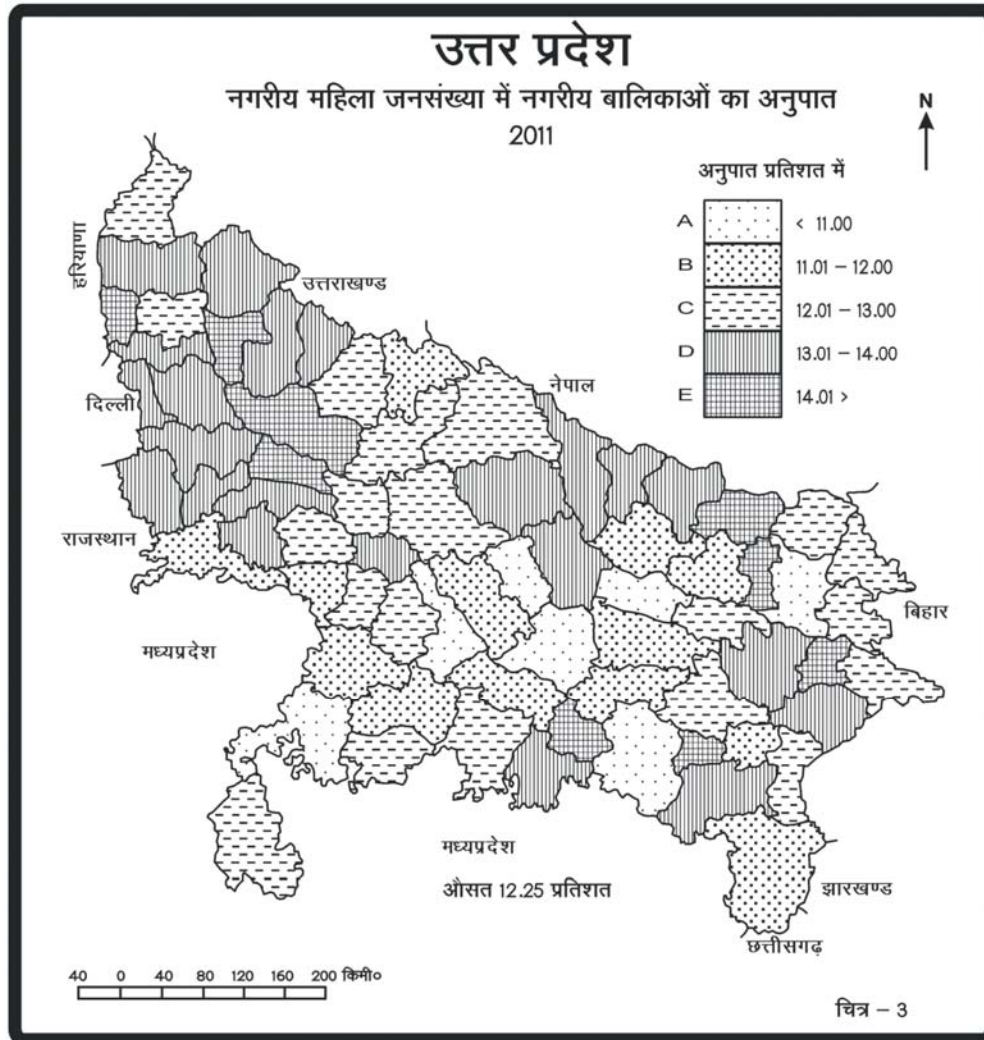 उत्तर प्रदेश
नगरीय महिला जनसंख्या में नगरीय बालिकाओं का अनुपात
2011
N
अनुपात प्रतिशत में
A < 11.00
B 11.01 – 12.00
C 12.01 – 13.00
D 13.01 – 14.00
E 14.01 >
हरियाणा
उत्तराखण्ड
दिल्ली
नेपाल
राजस्थान
बिहार
मध्यप्रदेश
मध्यप्रदेश
औसत 12.25 प्रतिशत
झारखण्ड
छत्तीसगढ़
40 0 40 80 120 160 200 किमी०
चित्र – 3